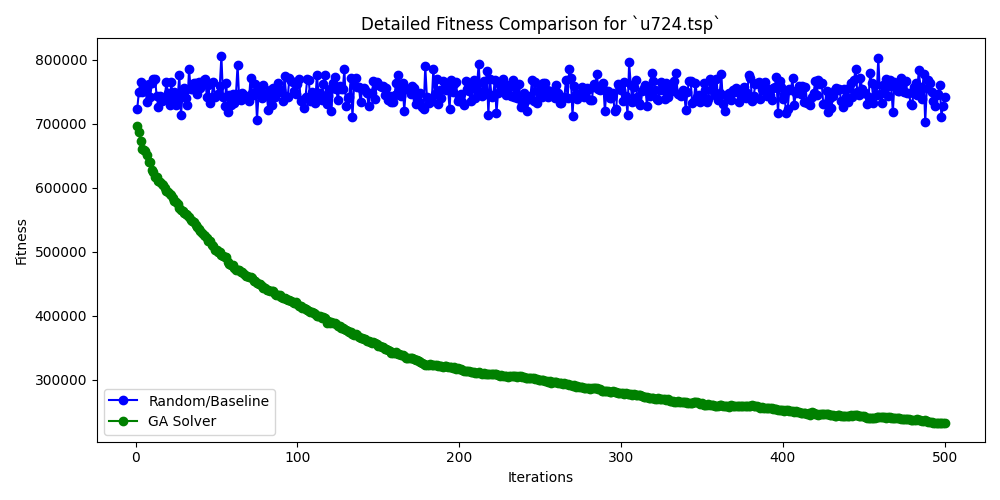 Detailed Fitness Comparison for `u724.tsp`
800000
700000
600000
500000
400000
300000
Fitness
Random/Baseline
GA Solver
0 100 200 300 400 500
Iterations